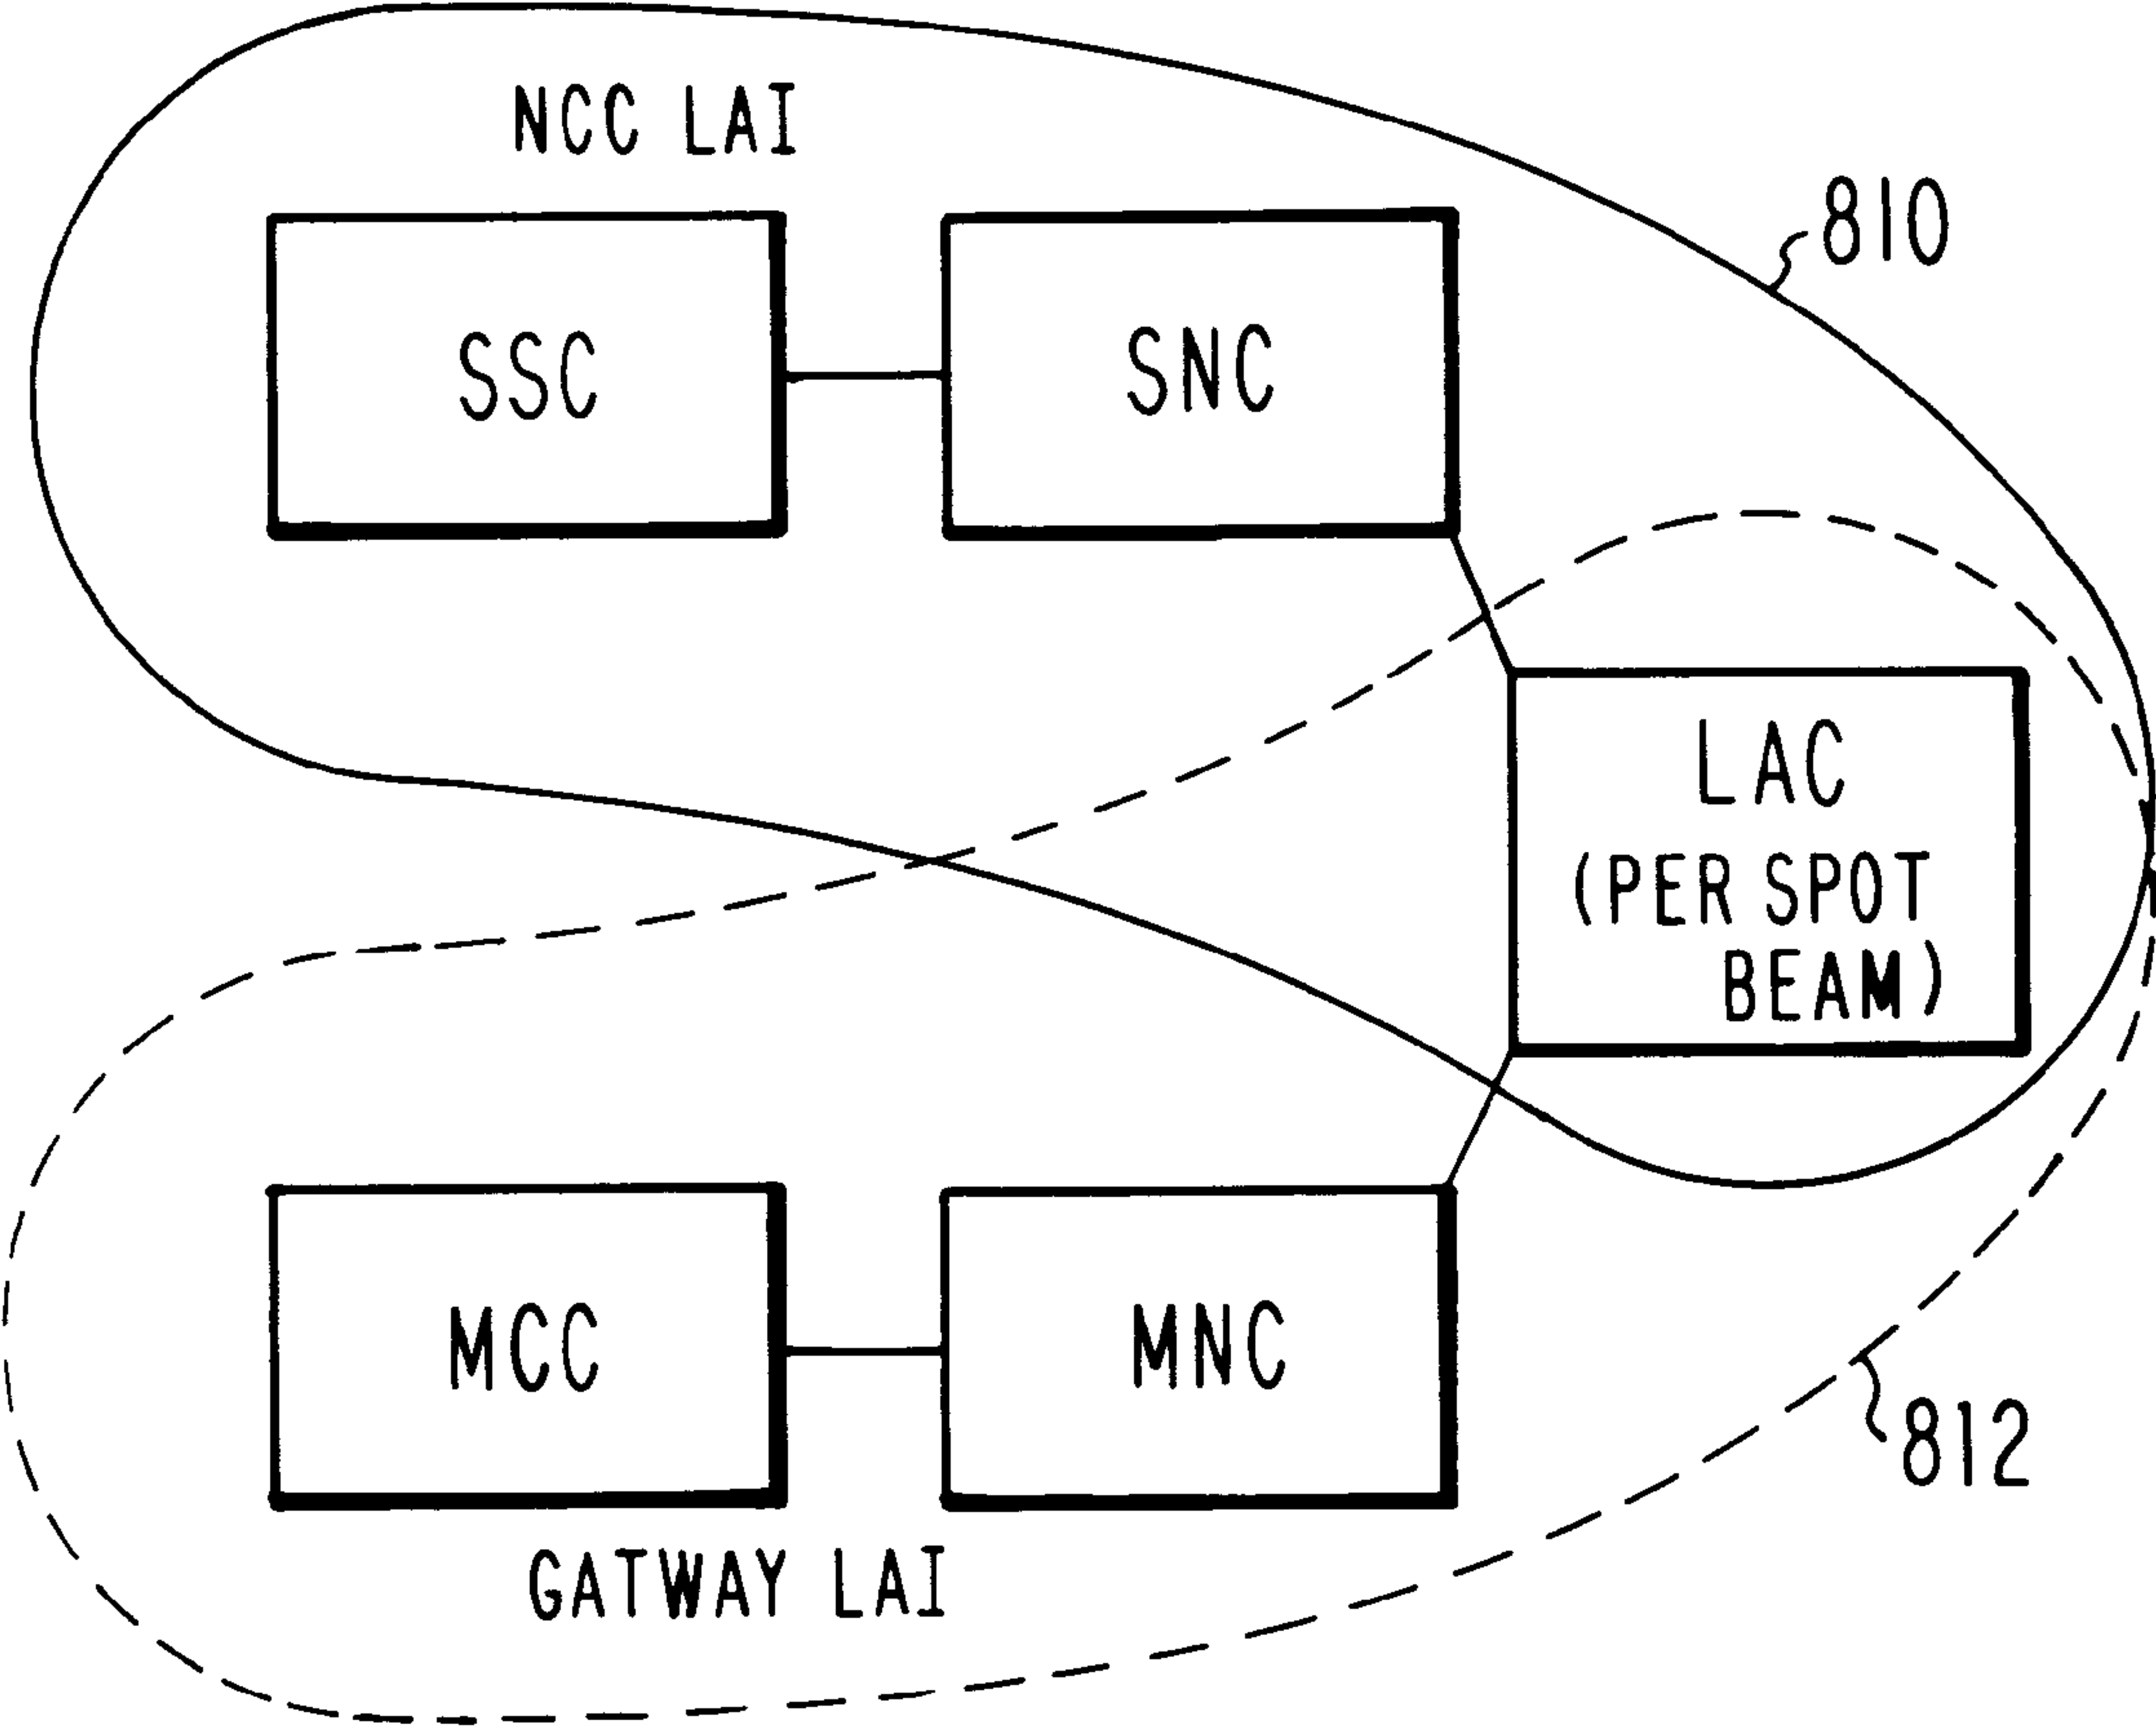 NCC LAI
810
SSC
SNC
LAC
(PER SPOT
BEAM)
MCC
MNC
812
GATWAY LAI